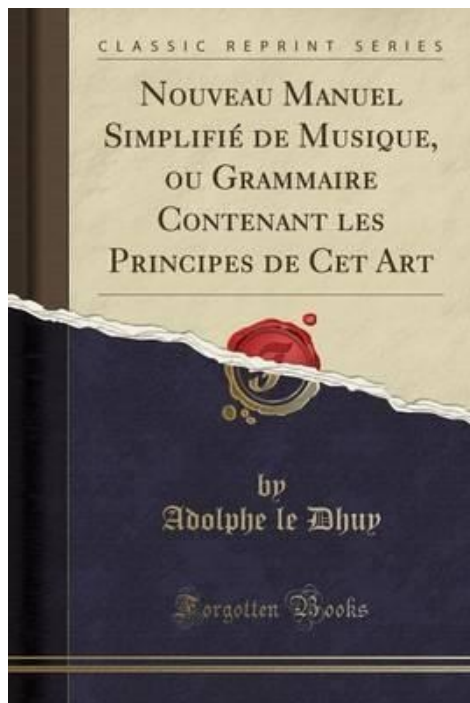 CLASSIC REPRINT SERIES
NOUVEAU MANUEL
SIMPLIFIÉ DE MUSIQUE,
OU GRAMMAIRE
CONTENANT LES
PRINCIPES DE CET ART
F
by
Adolphe le Dhuy
Forgotten Books